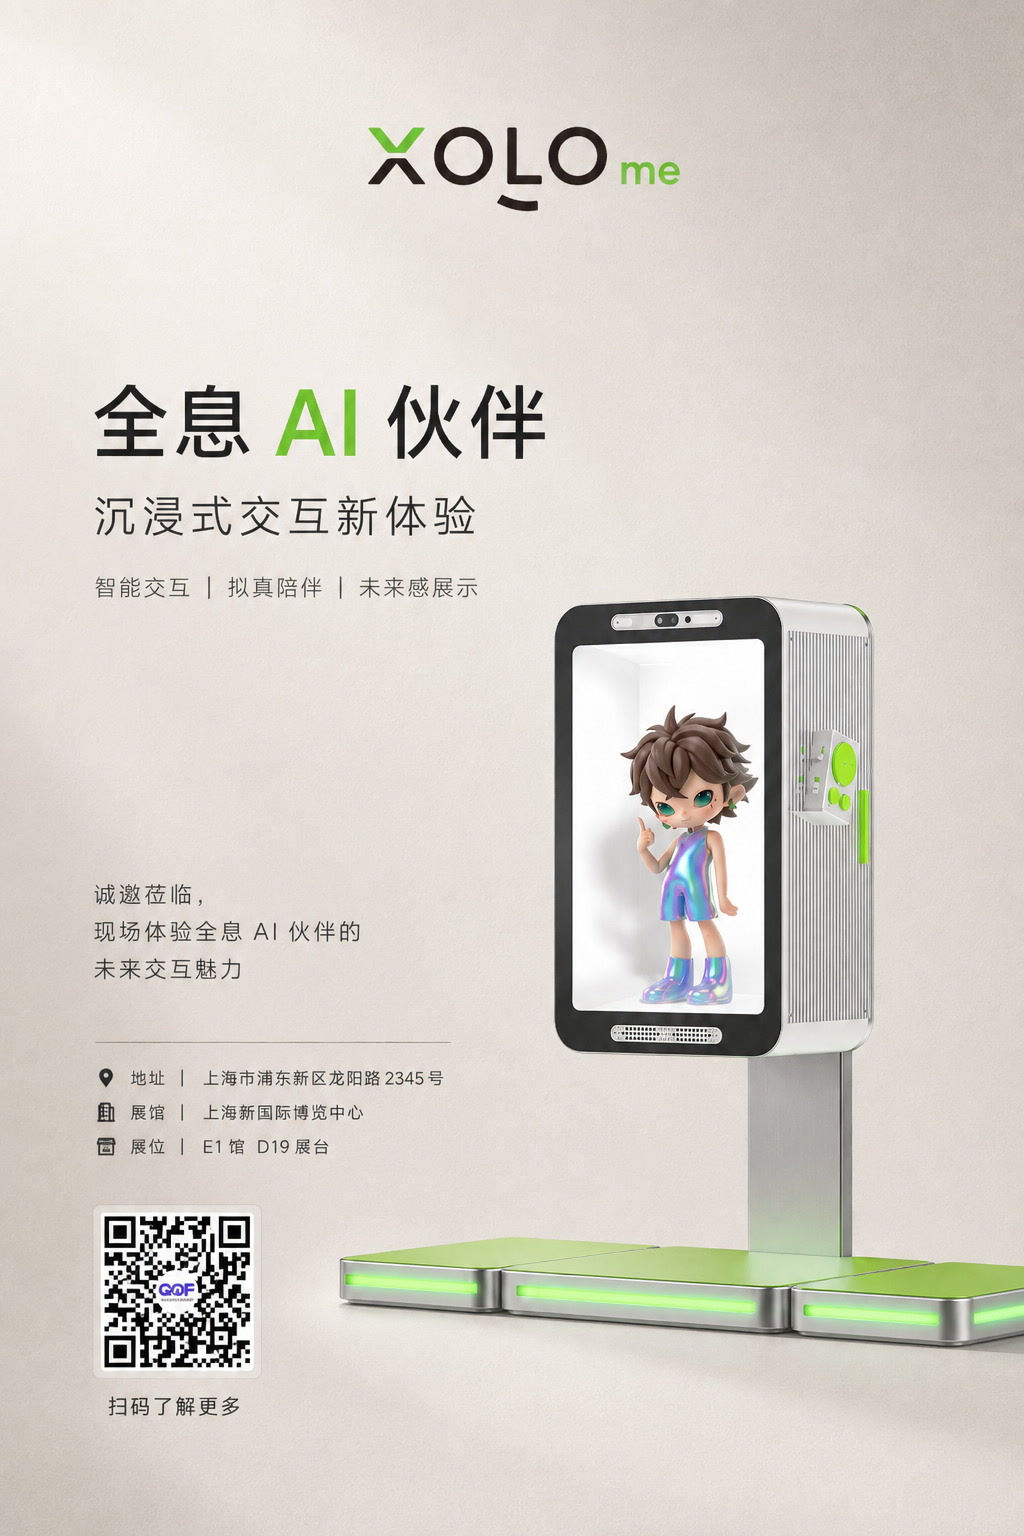 XOLO me
全息 AI 伙伴
沉浸式交互新体验
智能交互 | 拟真陪伴 | 未来感展示
诚邀莅临，
现场体验全息 AI 伙伴的
未来交互魅力
地址 | 上海市浦东新区龙阳路 2345 号
展馆 | 上海新国际博览中心
展位 | E1 馆 D19 展台
扫码了解更多